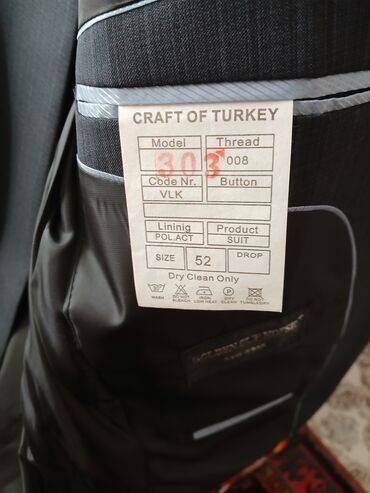 CRAFT OF TURKEY
Model Thread
303 008
Code Nr. Button
VLK
Lininig Product
POL.ACT SUIT
SIZE 52 DROP
Dry Clean Only
WASH DO NOT BLEACH IRON LOW HEAT DRY CLEAN DO NOT TUMBLEDRY